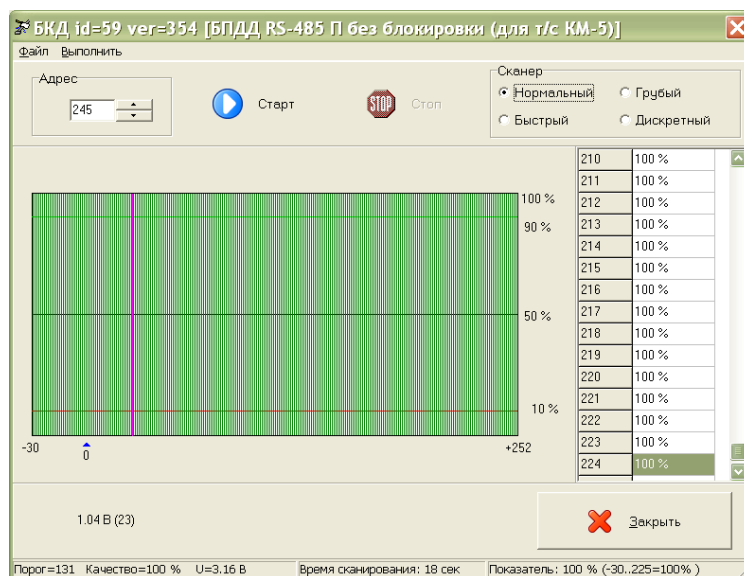 БКД id=59 ver=354 [БПДД RS-485 П без блокировки (для т/с КМ-5)]
Файл Выполнить
Адрес
245
Старт
Стоп
Сканер
Нормальный
Грубый
Быстрый
Дискретный
100 %
90 %
50 %
10 %
-30
0
+252
210 100 %
211 100 %
212 100 %
213 100 %
214 100 %
215 100 %
216 100 %
217 100 %
218 100 %
219 100 %
220 100 %
221 100 %
222 100 %
223 100 %
224 100 %
1.04 В (23)
Закрыть
Порог=131 Качество=100 % U=3.16 В Время сканирования: 18 сек Показатель: 100 % (-30..225=100% )